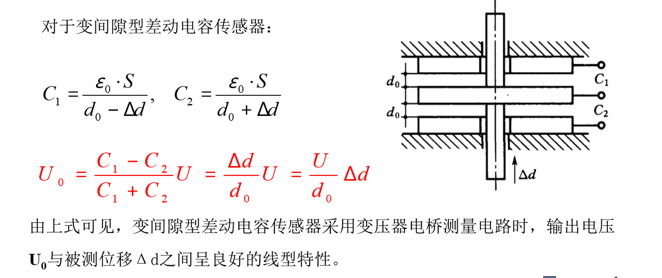 对于变间隙型差动电容传感器：
C₁ = ε₀·S / (d₀ − Δd), C₂ = ε₀·S / (d₀ + Δd)
U₀ = (C₁ − C₂) / (C₁ + C₂) U = Δd / d₀ U = U / d₀ Δd
d₀
C₁
d₀
C₂
Δd
由上式可见，变间隙型差动电容传感器采用变压器电桥测量电路时，输出电压
U₀与被测位移Δd之间呈良好的线型特性。